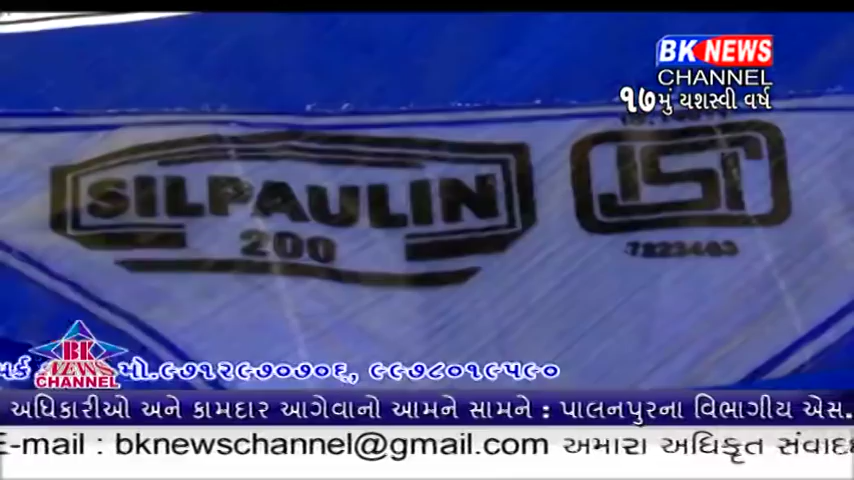 BK NEWS
CHANNEL
૧૭મું યશસ્વી વર્ષ
SILPAULIN
200
ISI
BK
NEWS
CHANNEL
મો.૯૭૧૨૯૭૦૭૦૬, ૯૯૭૮૦૧૯૫૯૦
અધિકારીઓ અને કામદાર આગેવાનો આમને સામને : પાલનપુરના વિભાગીય એસ.
E-mail : bknewschannel@gmail.com અમારા અધિકૃત